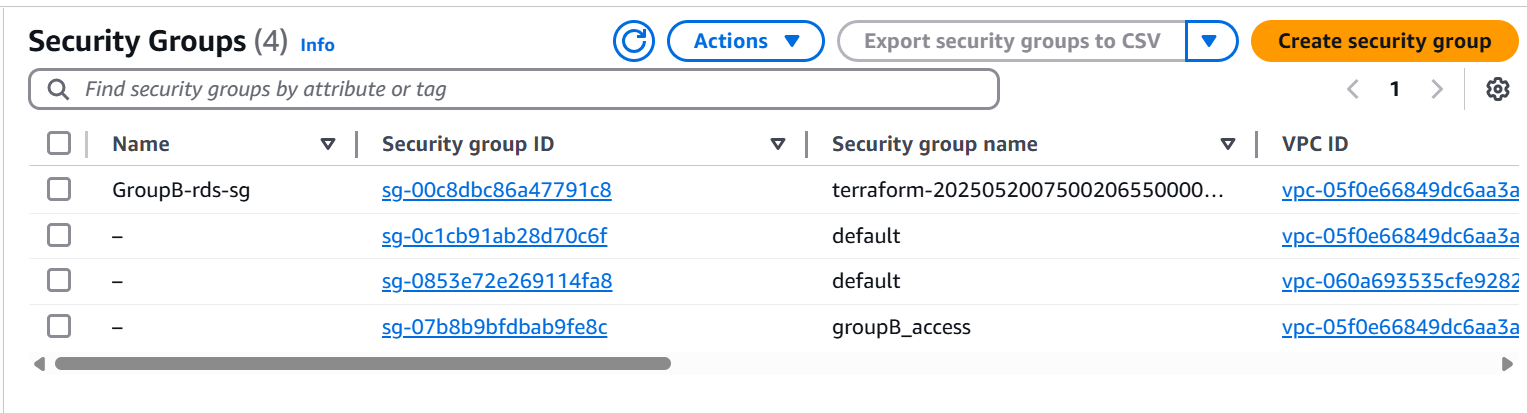 Security Groups (4) Info Actions Export security groups to CSV Create security group
Find security groups by attribute or tag 1
Name Security group ID Security group name VPC ID
GroupB-rds-sg sg-00c8dbc86a47791c8 terraform-2025052007500206550000... vpc-05f0e66849dc6aa3a
– sg-0c1cb91ab28d70c6f default vpc-05f0e66849dc6aa3a
– sg-0853e72e269114fa8 default vpc-060a693535cfe9282
– sg-07b8b9bfdbab9fe8c groupB_access vpc-05f0e66849dc6aa3a